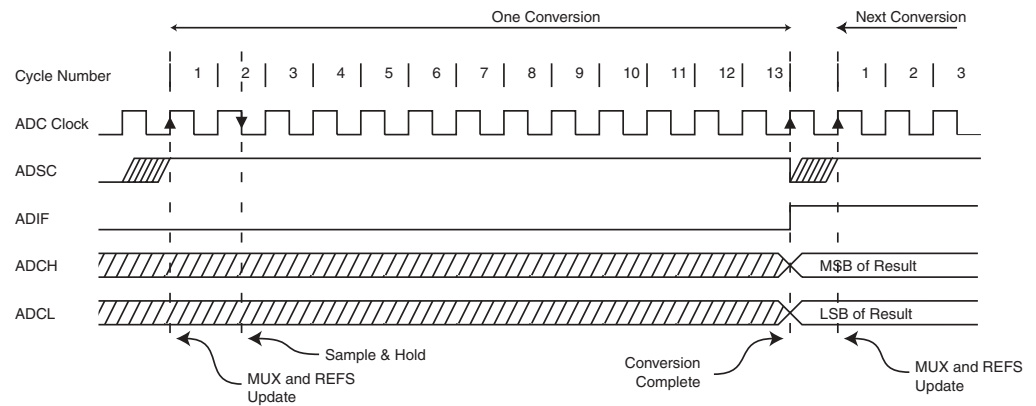 One Conversion
Next Conversion
Cycle Number
1 2 3 4 5 6 7 8 9 10 11 12 13 1 2 3
ADC Clock
ADSC
ADIF
ADCH
MSB of Result
ADCL
LSB of Result
Sample & Hold
MUX and REFS
Update
Conversion
Complete
MUX and REFS
Update